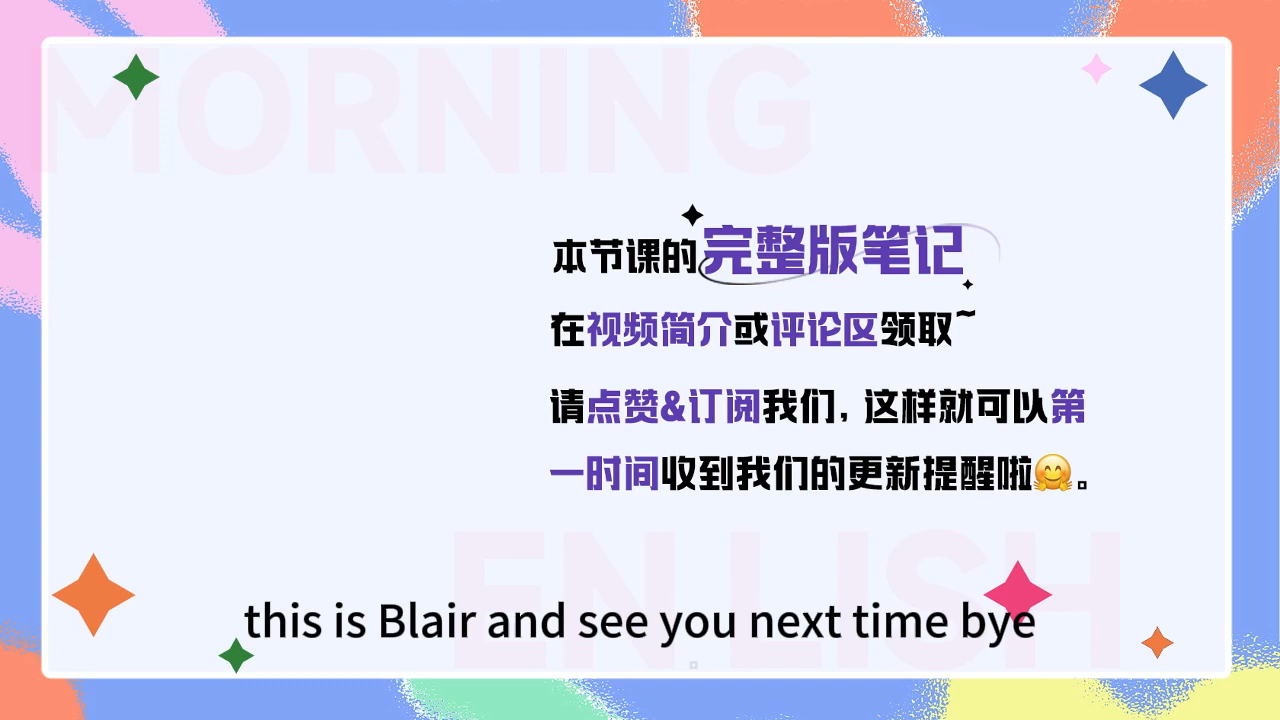 MORNING
本节课的完整版笔记
在视频简介或评论区领取~
请点赞&订阅我们，这样就可以第
一时间收到我们的更新提醒啦🤗。
EN LISH
this is Blair and see you next time bye